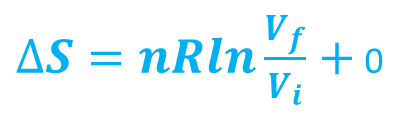 ΔS = nRln V_f/V_i + 0